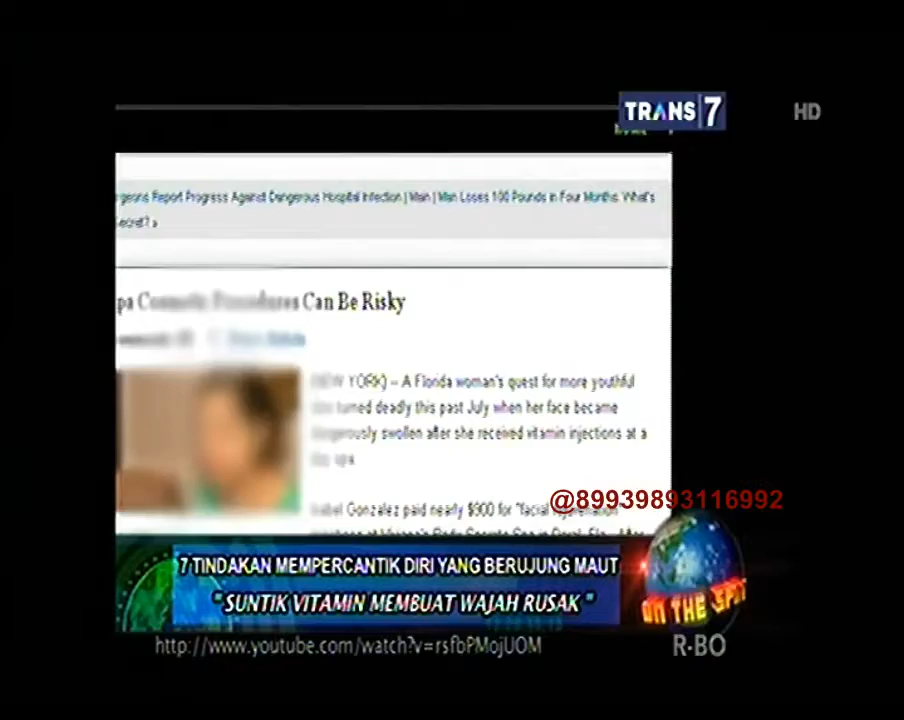 TRANS|7
HD
rgeons Report Progress Against Dangerous Hospital Infection | Main | Man Loses 100 Pounds in Four Months. What's
Secret? »
pa Cosmetic Procedures Can Be Risky
(NEW YORK) – A Florida woman's quest for more youthful
turned deadly this past July when her face became
dangerously swollen after she received vitamin injections at a
@89939893116992
Gonzalez paid nearly $900 for "facial
7 TINDAKAN MEMPERCANTIK DIRI YANG BERUJUNG MAUT
"SUNTIK VITAMIN MEMBUAT WAJAH RUSAK"
ON THE SPOT
http://www.youtube.com/watch?v=rsfbPMojUOM
R-BO